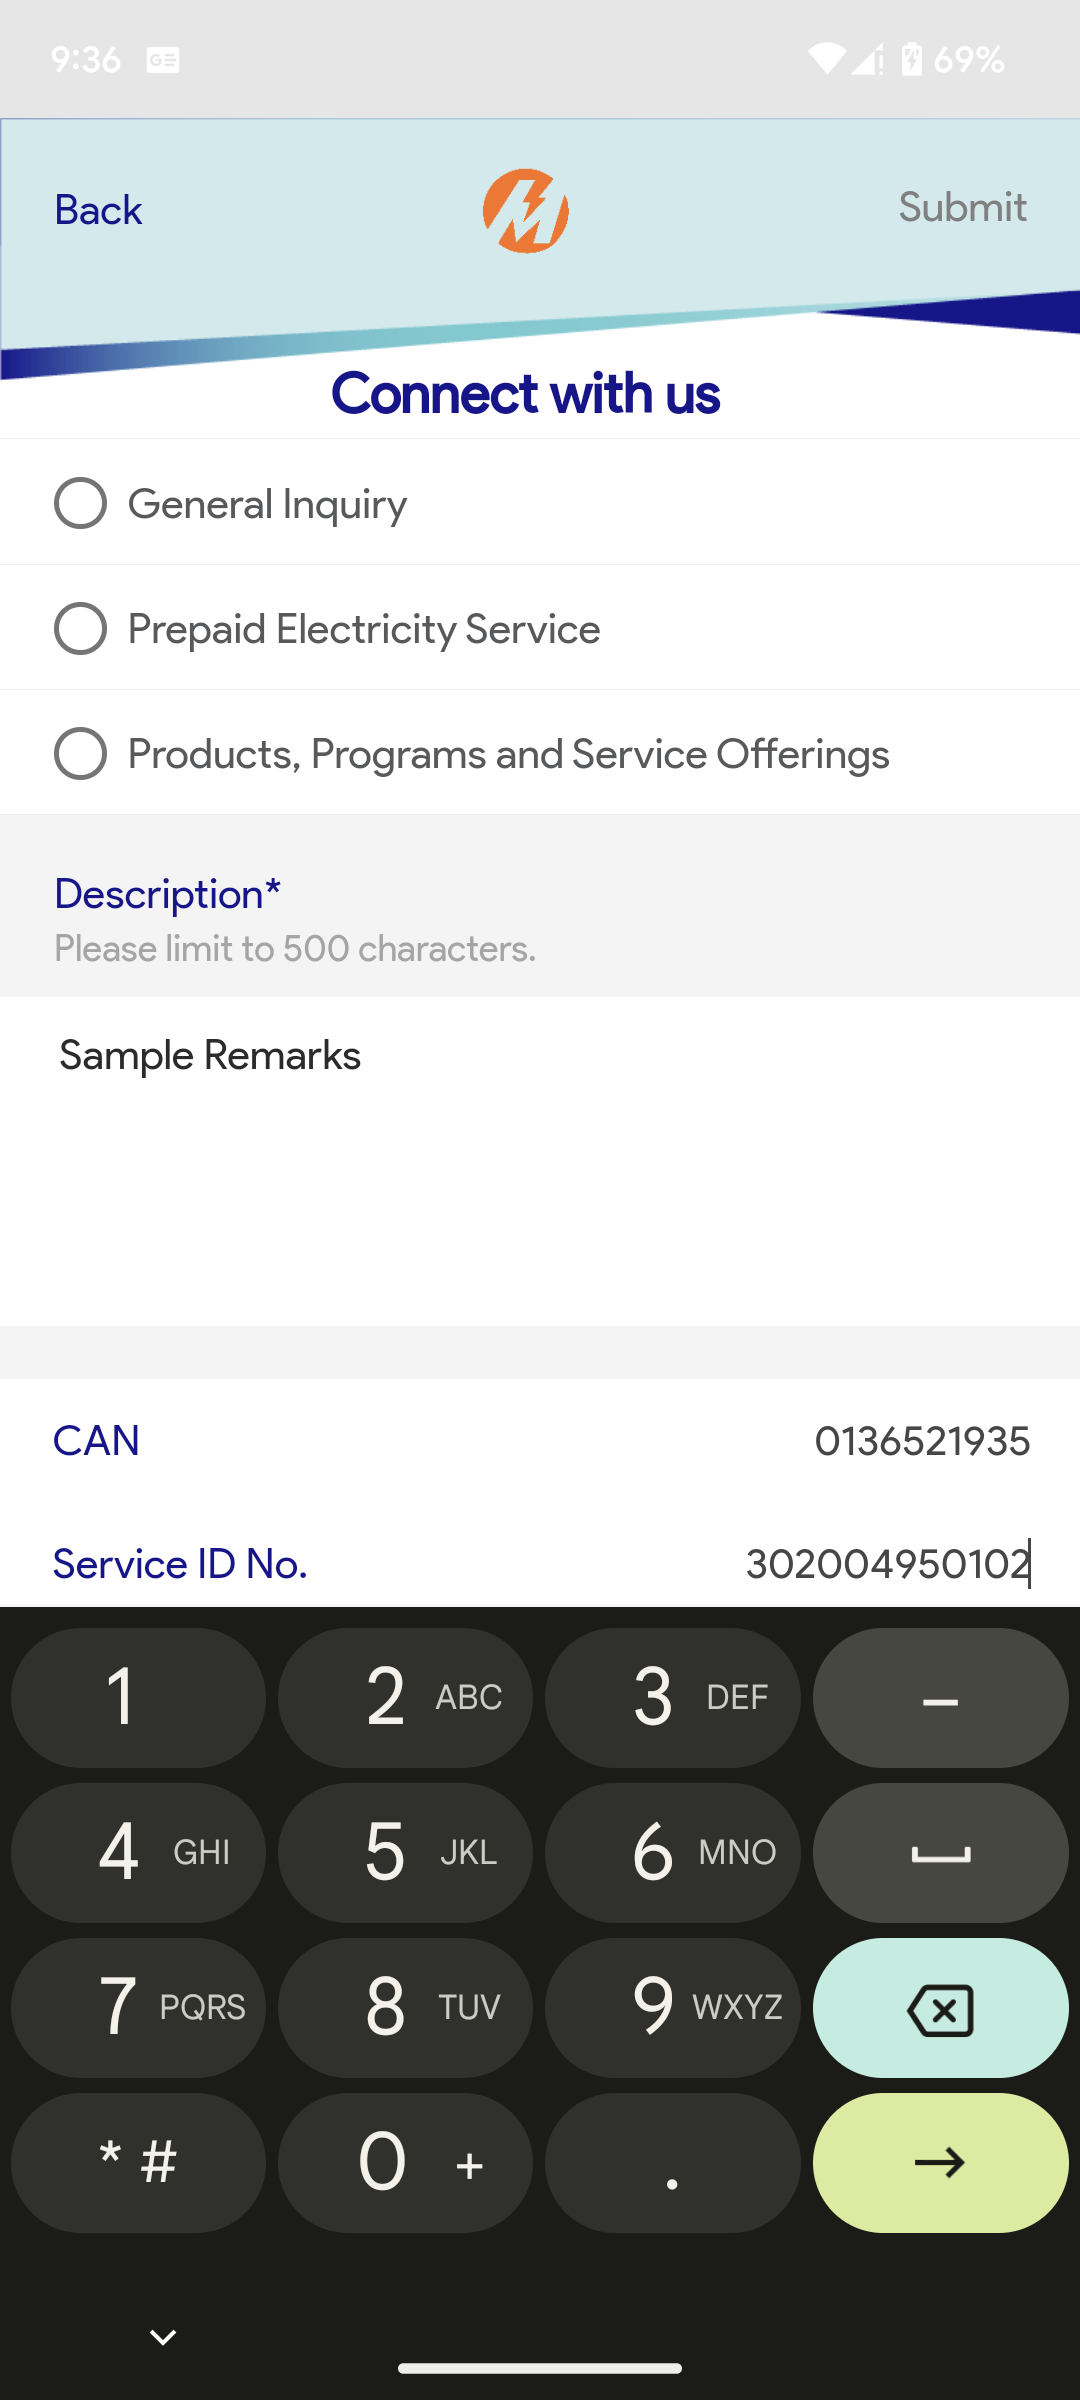 9:36 GE 69%
Back M Submit
Connect with us
General Inquiry
Prepaid Electricity Service
Products, Programs and Service Offerings
Description*
Please limit to 500 characters.
Sample Remarks
CAN 0136521935
Service ID No. 302004950102
1 2 ABC 3 DEF –
4 GHI 5 JKL 6 MNO
7 PQRS 8 TUV 9 WXYZ
* # 0 + .